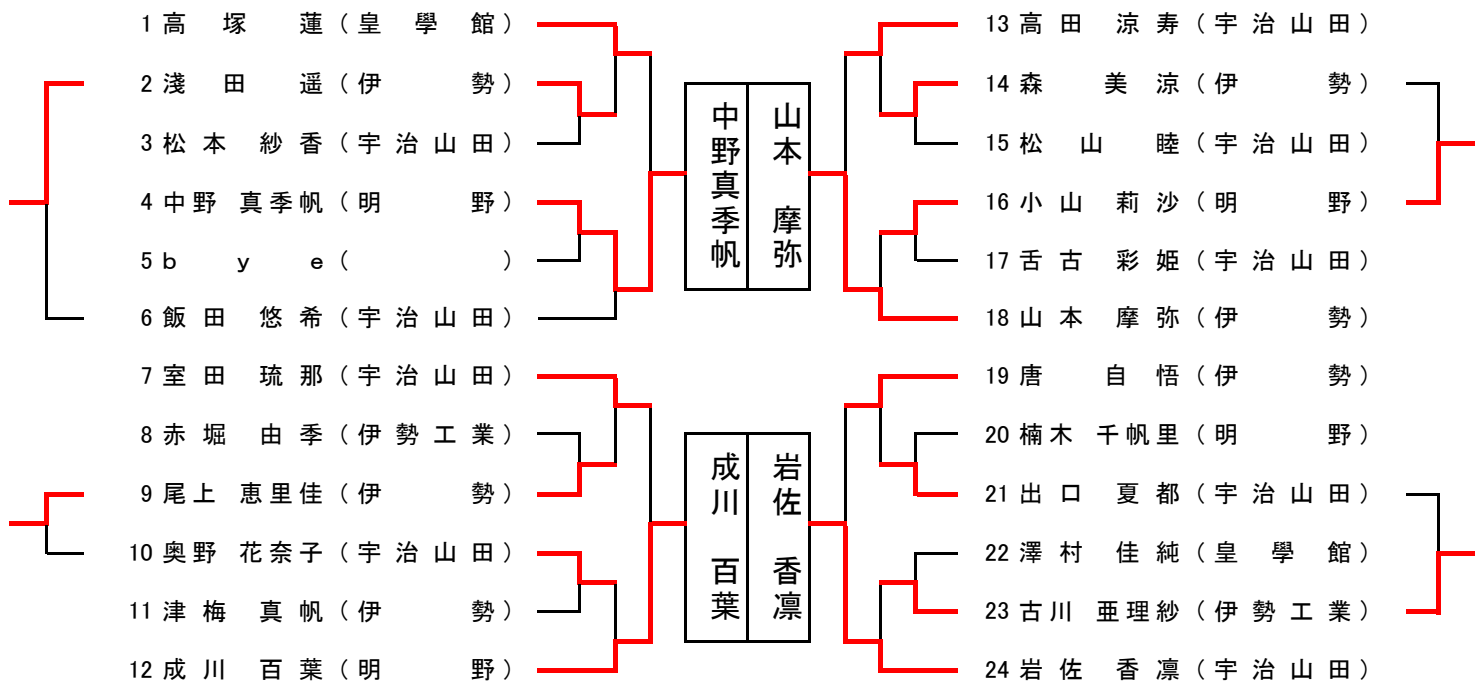 1 高塚 蓮（皇學館）
2 淺田 遥（伊勢）
3 松本 紗香（宇治山田）
4 中野 真季帆（明野）
5 bye（ ）
6 飯田 悠希（宇治山田）
7 室田 琉那（宇治山田）
8 赤堀 由季（伊勢工業）
9 尾上 恵里佳（伊勢）
10 奥野 花奈子（宇治山田）
11 津梅 真帆（伊勢）
12 成川 百葉（明野）
中野真季帆
山本 摩弥
成川 百葉
岩佐 香凛
13 高田 涼寿（宇治山田）
14 森 美涼（伊勢）
15 松山 睦（宇治山田）
16 小山 莉沙（明野）
17 舌古 彩姫（宇治山田）
18 山本 摩弥（伊勢）
19 唐 自悟（伊勢）
20 楠木 千帆里（明野）
21 出口 夏都（宇治山田）
22 澤村 佳純（皇學館）
23 古川 亜理紗（伊勢工業）
24 岩佐 香凛（宇治山田）